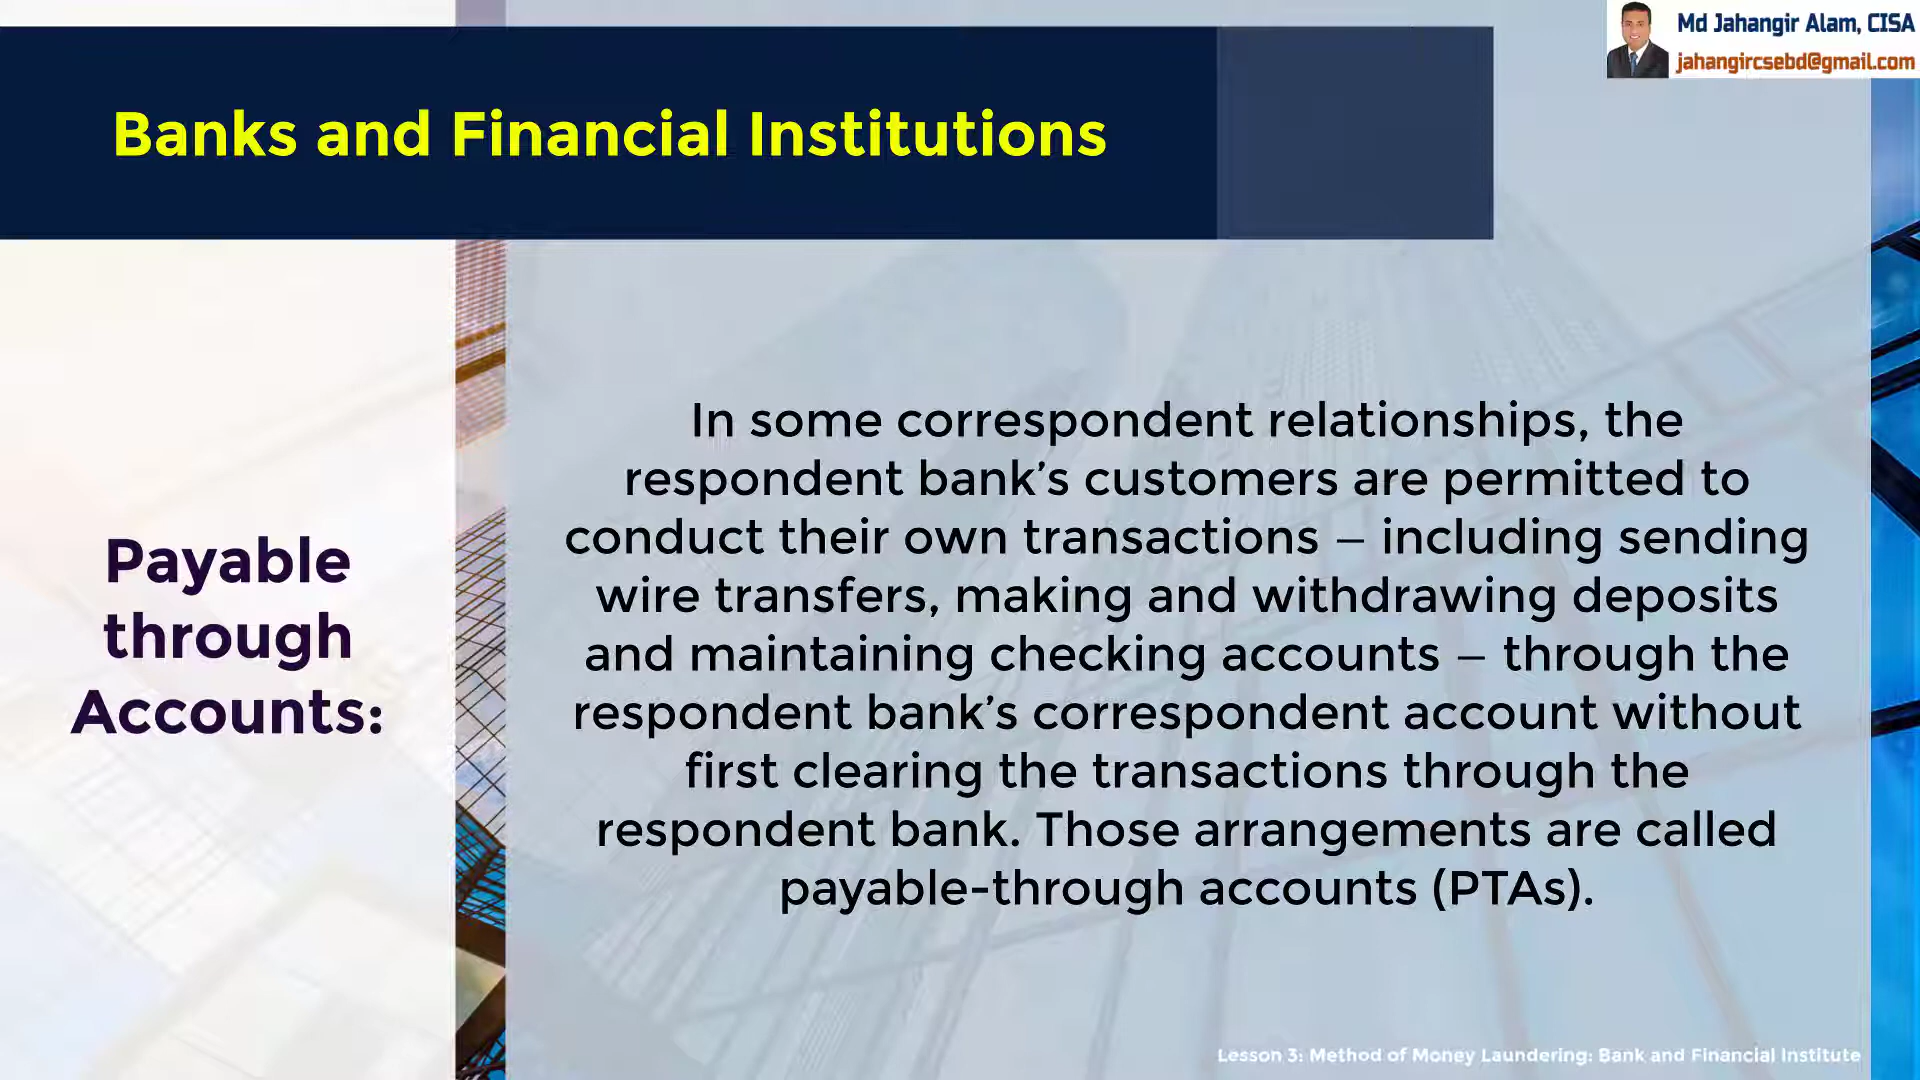 Md Jahangir Alam, CISA
jahangircsebd@gmail.com
Banks and Financial Institutions
Payable
through
Accounts:
In some correspondent relationships, the
respondent bank’s customers are permitted to
conduct their own transactions – including sending
wire transfers, making and withdrawing deposits
and maintaining checking accounts – through the
respondent bank’s correspondent account without
first clearing the transactions through the
respondent bank. Those arrangements are called
payable-through accounts (PTAs).
Lesson 3: Method of Money Laundering: Bank and Financial Institute